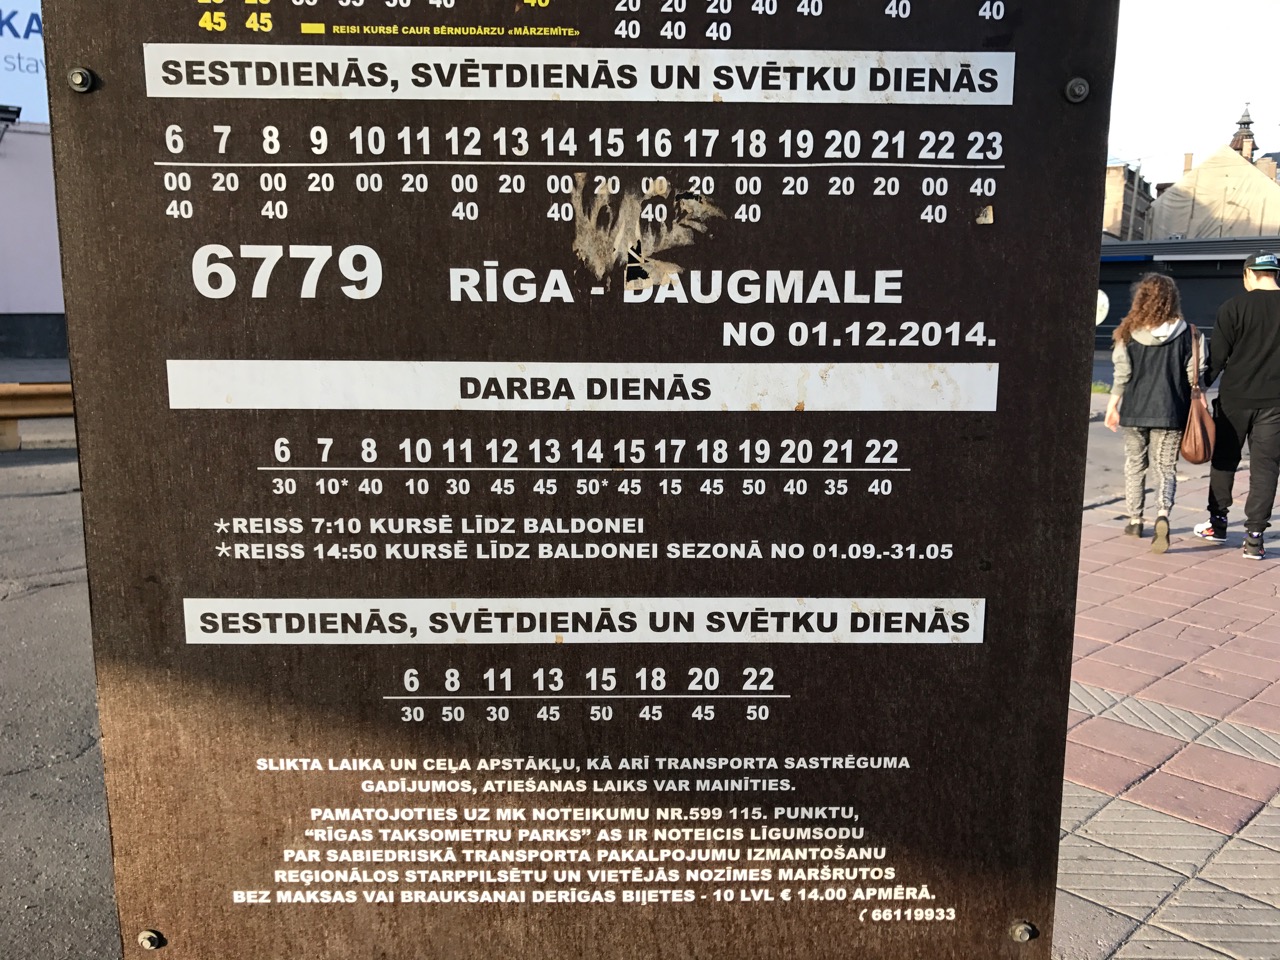 45 45 REISI KURSĒ CAUR BĒRNUDĀRZU «MĀRZEMĪTE» 40 40 40
SESTDIENĀS, SVĒTDIENĀS UN SVĒTKU DIENĀS
6 7 8 9 10 11 12 13 14 15 16 17 18 19 20 21 22 23
00 20 00 20 00 20 00 20 00 20 00 20 00 20 20 20 00 40
40 40 40 40 40 40 40
6779 RĪGA - DAUGMALE
NO 01.12.2014.
DARBA DIENĀS
6 7 8 10 11 12 13 14 15 17 18 19 20 21 22
30 10* 40 10 30 45 45 50* 45 15 45 50 40 35 40
*REISS 7:10 KURSĒ LĪDZ BALDONEI
*REISS 14:50 KURSĒ LĪDZ BALDONEI SEZONĀ NO 01.09.-31.05
SESTDIENĀS, SVĒTDIENĀS UN SVĒTKU DIENĀS
6 8 11 13 15 18 20 22
30 50 30 45 50 45 45 50
SLIKTA LAIKA UN CEĻA APSTĀKĻU, KĀ ARĪ TRANSPORTA SASTRĒGUMA
GADĪJUMOS, ATIEŠANAS LAIKS VAR MAINĪTIES.
PAMATOJOTIES UZ MK NOTEIKUMU NR.599 115. PUNKTU,
"RĪGAS TAKSOMETRU PARKS" AS IR NOTEICIS LĪGUMSODU
PAR SABIEDRISKĀ TRANSPORTA PAKALPOJUMU IZMANTOŠANU
REĢIONĀLOS STARPPILSĒTU UN VIETĒJĀS NOZĪMES MARŠRUTOS
BEZ MAKSAS VAI BRAUKSANAI DERĪGAS BIĻETES - 10 LVL € 14.00 APMĒRĀ.
66119933